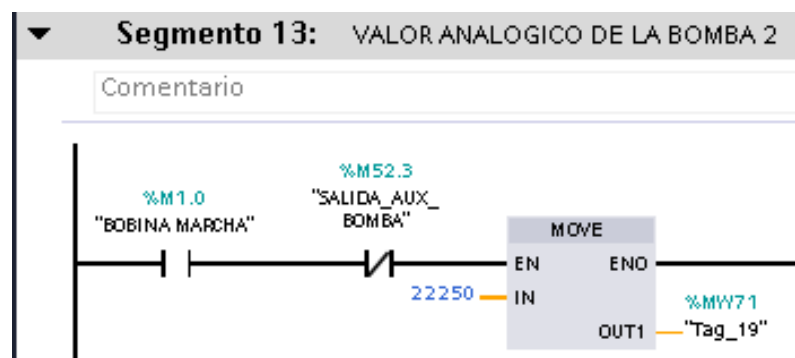 Segmento 13: VALOR ANALOGICO DE LA BOMBA 2
Comentario
%M1.0
"BOBINA MARCHA"
%M52.3
"SALIDA_AUX_
BOMBA"
MOVE
EN ENO
22250 IN
%MW71
OUT1 "Tag_19"